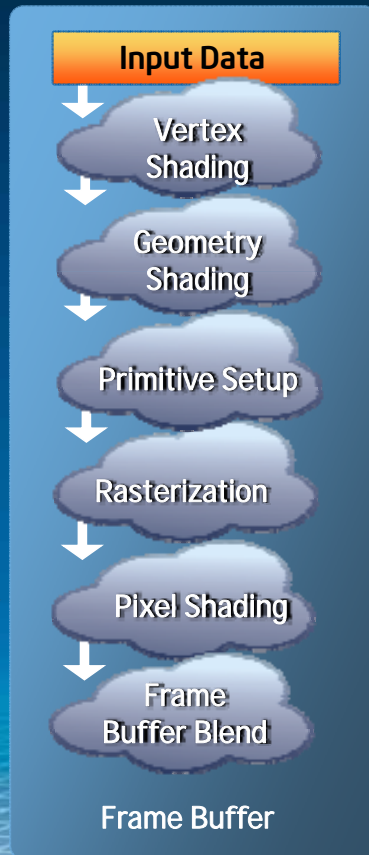 Input Data
Vertex
Shading
Geometry
Shading
Primitive Setup
Rasterization
Pixel Shading
Frame
Buffer Blend
Frame Buffer